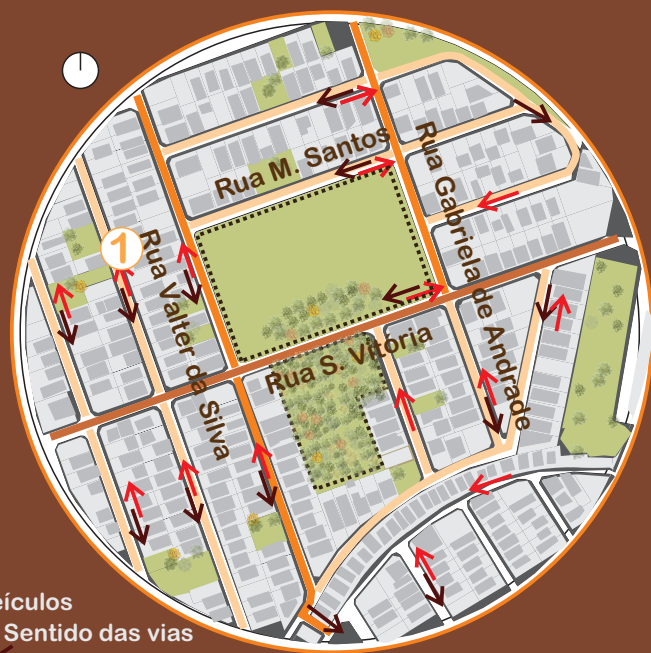 Rua M. Santos
Rua Gabriela de Andrade
1
Rua Valter da Silva
Rua S. Vitória
eículos
Sentido das vias